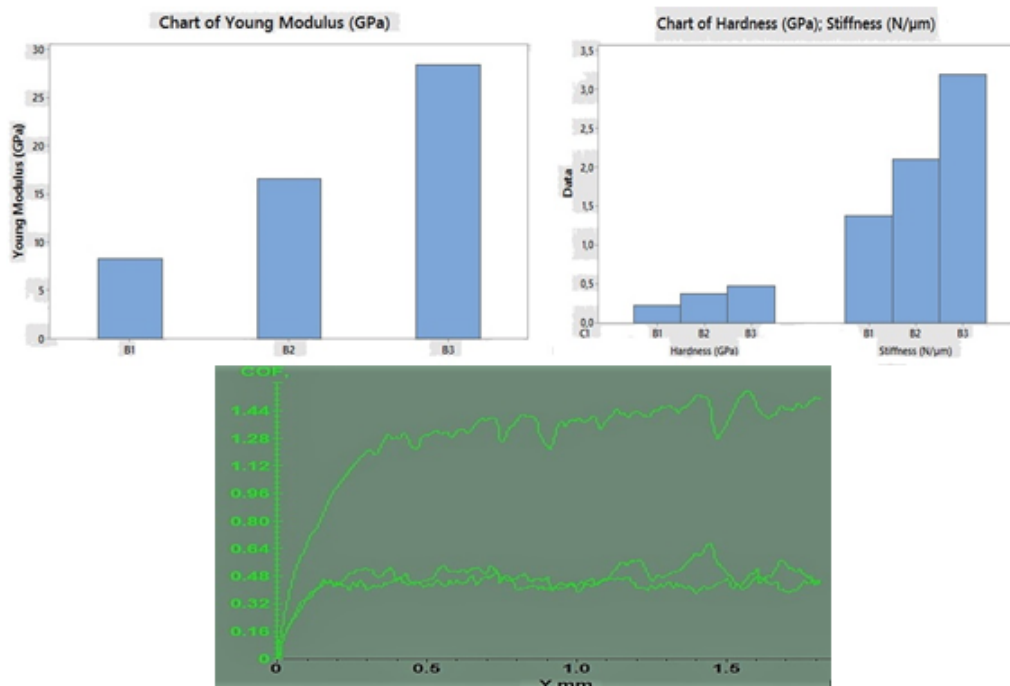 Chart of Young Modulus (GPa)
Young Modulus (GPa)
30
25
20
15
10
5
0
B1 B2 B3
Chart of Hardness (GPa); Stiffness (N/µm)
Data
3,5
3,0
2,5
2,0
1,5
1,0
0,5
0,0
C1 B1 B2 B3 B1 B2 B3
Hardness (GPa) Stiffness (N/µm)
COF,
1.44
1.28
1.12
0.96
0.80
0.64
0.48
0.32
0.16
0
0 0.5 1.0 1.5